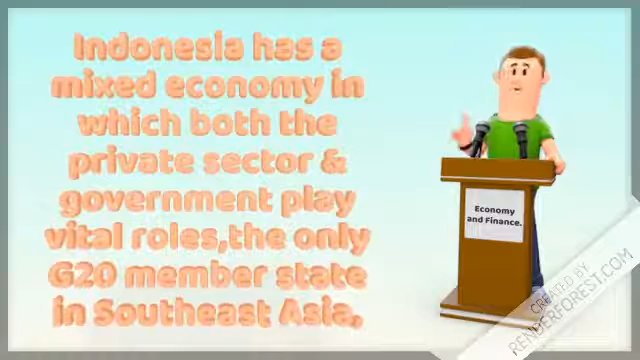 Indonesia has a
mixed economy in
which both the
private sector &
government play
vital roles,the only
G20 member state
in Southeast Asia,
Economy
and Finance.
CREATED BY
RENDERFOREST.COM